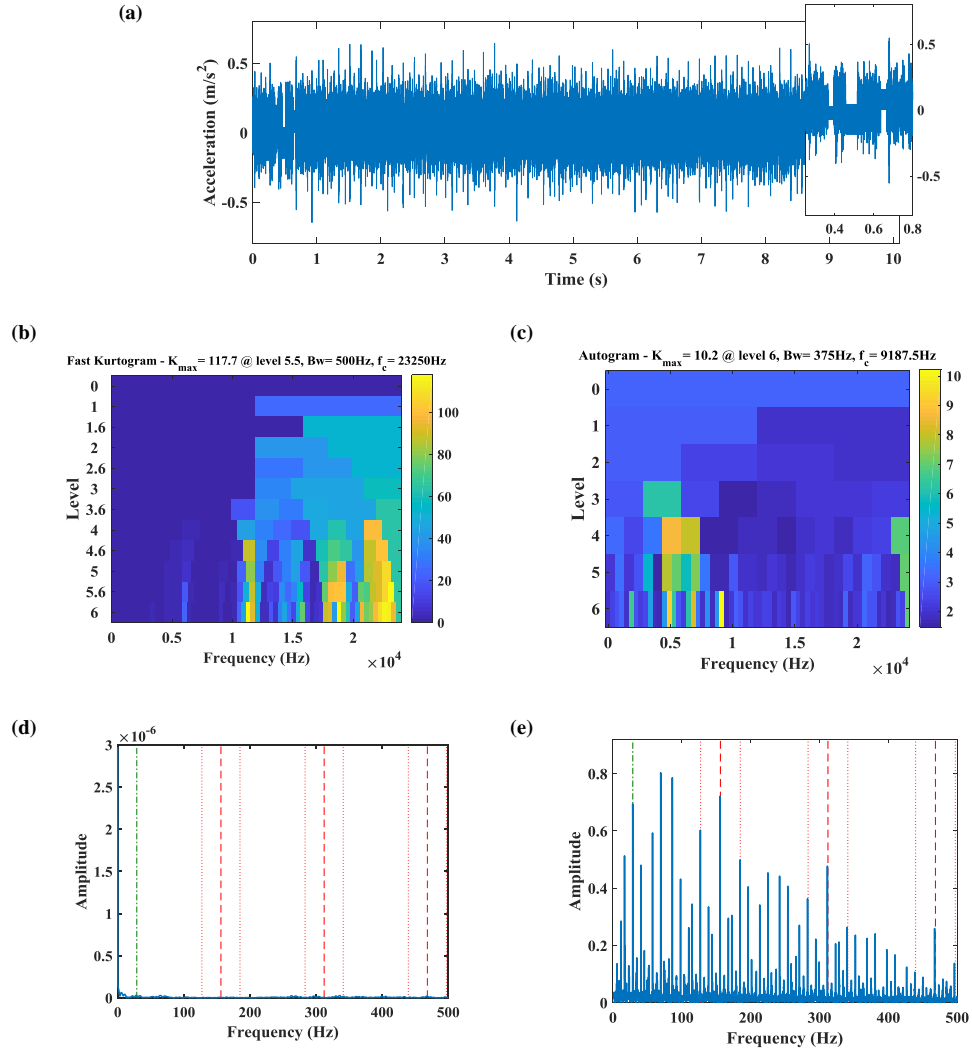 (a)
Acceleration (m/s²)
0.5
0
-0.5
0.5
0
-0.5
0.4 0.6 0.8
0 1 2 3 4 5 6 7 8 9 10
Time (s)
(b)
Fast Kurtogram - Kmax= 117.7 @ level 5.5, Bw= 500Hz, fc= 23250Hz
Level
0
1
1.6
2
2.6
3
3.6
4
4.6
5
5.6
6
100
80
60
40
20
0
0 0.5 1 1.5 2
Frequency (Hz)
×10⁴
(c)
Autogram - Kmax= 10.2 @ level 6, Bw= 375Hz, fc= 9187.5Hz
Level
0
1
2
3
4
5
6
10
9
8
7
6
5
4
3
2
0 0.5 1 1.5 2
Frequency (Hz)
×10⁴
(d)
×10⁻⁶
Amplitude
3
2.5
2
1.5
1
0.5
0
0 100 200 300 400 500
Frequency (Hz)
(e)
Amplitude
0.8
0.6
0.4
0.2
0
0 100 200 300 400 500
Frequency (Hz)